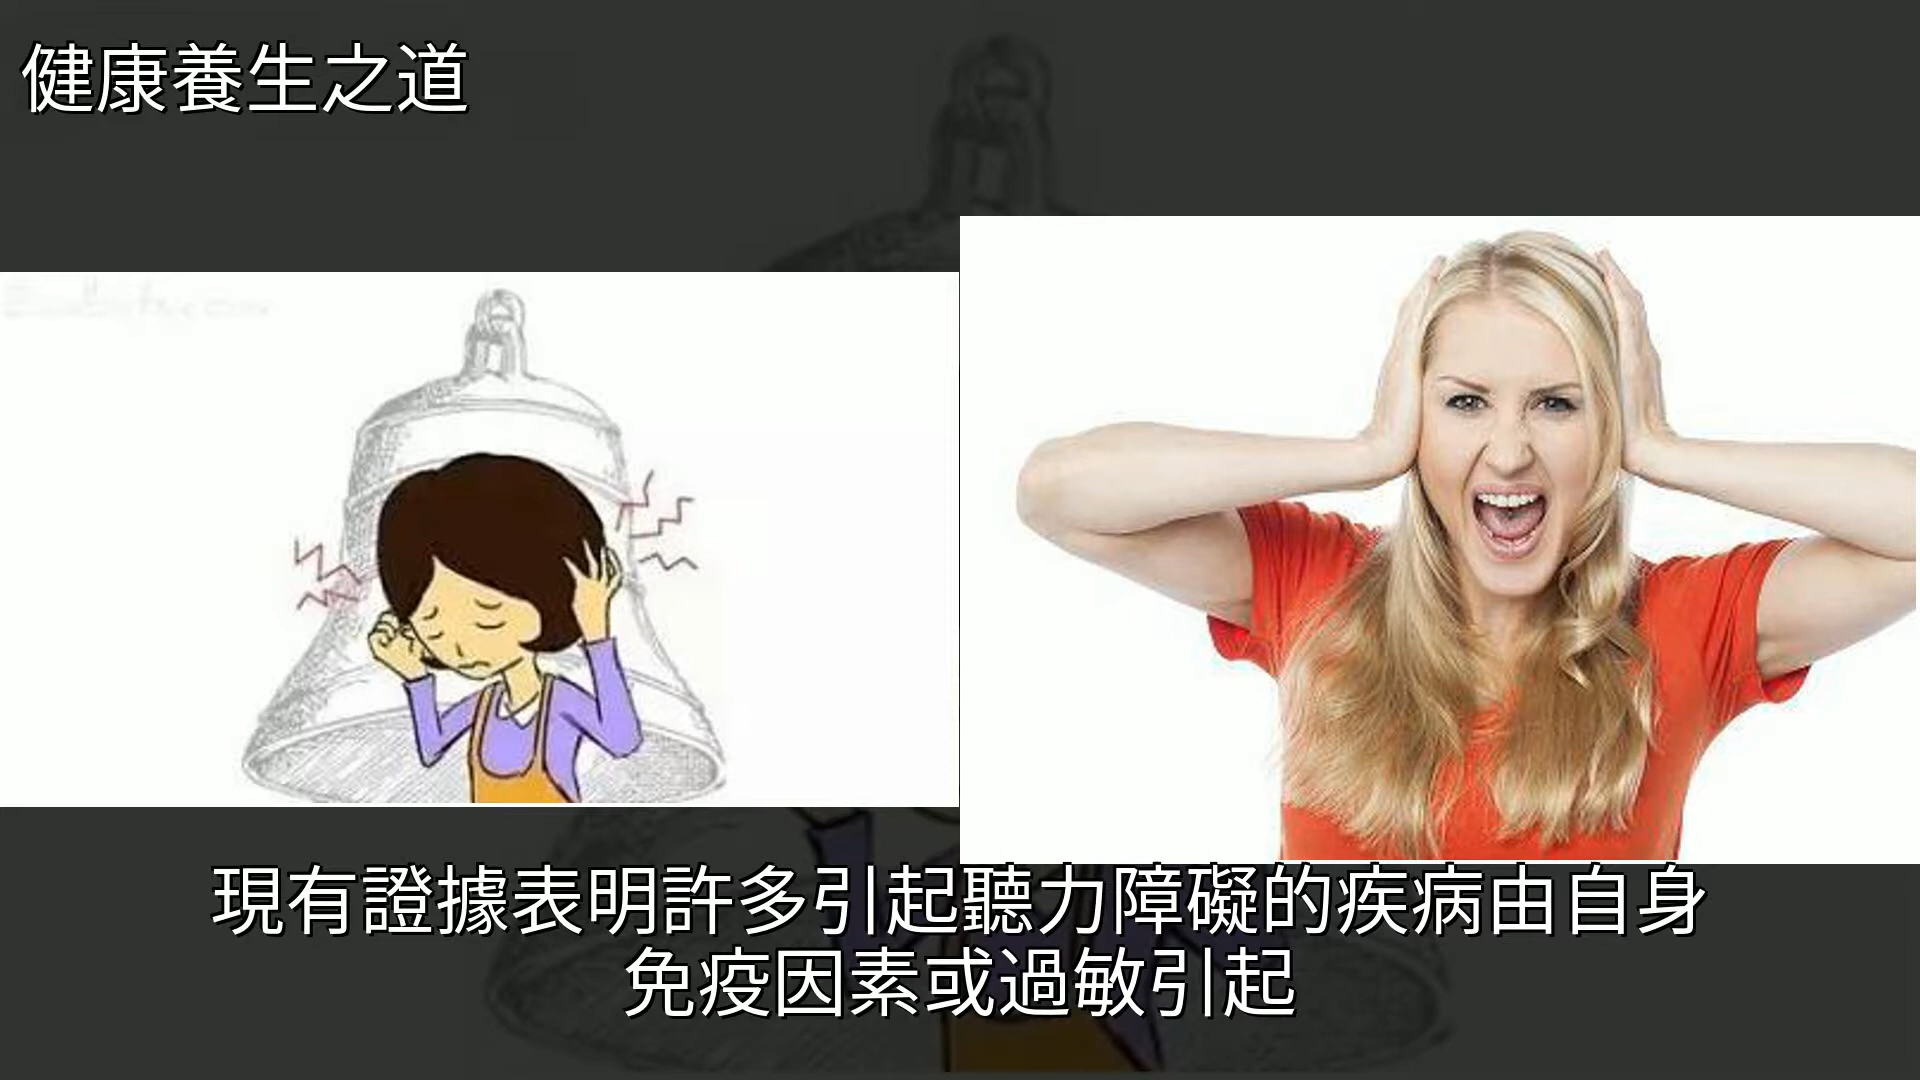 健康養生之道
現有證據表明許多引起聽力障礙的疾病由自身
免疫因素或過敏引起